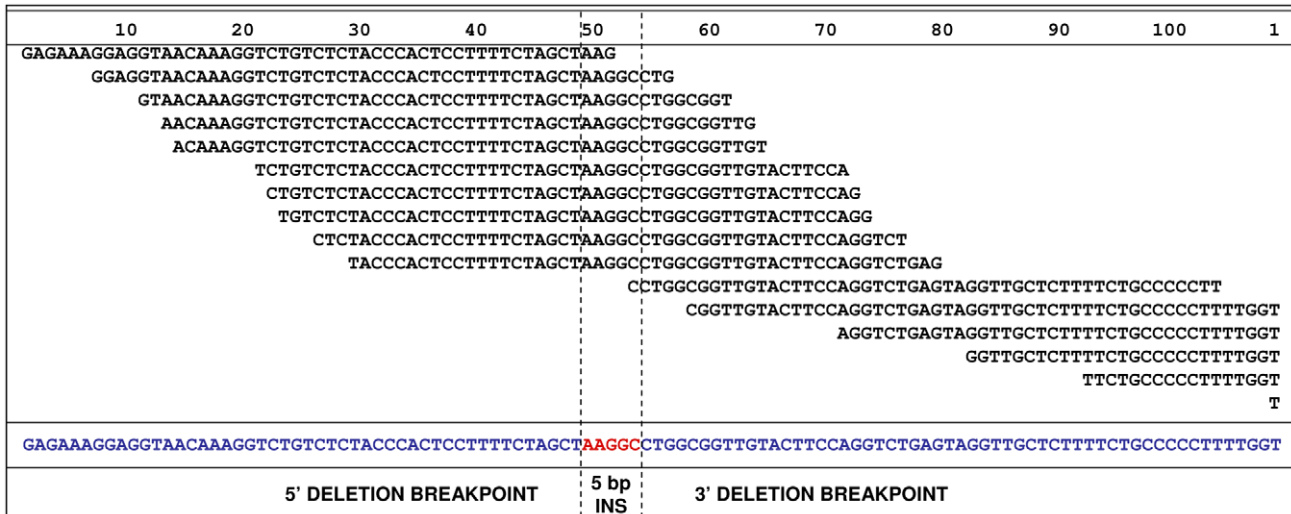 10 20 30 40 50 60 70 80 90 100 1
GAGAAAGGAGGTAACAAAGGTCTGTCTCTACCCACTCCTTTTCTAGCTAAG
GGAGGTAACAAAGGTCTGTCTCTACCCACTCCTTTTCTAGCTAAGGCCTG
GTAACAAAGGTCTGTCTCTACCCACTCCTTTTCTAGCTAAGGCCTGGCGGT
AACAAAGGTCTGTCTCTACCCACTCCTTTTCTAGCTAAGGCCTGGCGGTTG
ACAAAGGTCTGTCTCTACCCACTCCTTTTCTAGCTAAGGCCTGGCGGTTGT
TCTGTCTCTACCCACTCCTTTTCTAGCTAAGGCCTGGCGGTTGTACTTCCA
CTGTCTCTACCCACTCCTTTTCTAGCTAAGGCCTGGCGGTTGTACTTCCAG
TGTCTCTACCCACTCCTTTTCTAGCTAAGGCCTGGCGGTTGTACTTCCAGG
CTCTACCCACTCCTTTTCTAGCTAAGGCCTGGCGGTTGTACTTCCAGGTCT
TACCCACTCCTTTTCTAGCTAAGGCCTGGCGGTTGTACTTCCAGGTCTGAG
CCTGGCGGTTGTACTTCCAGGTCTGAGTAGGTTGCTCTTTTCTGCCCCCTT
CGGTTGTACTTCCAGGTCTGAGTAGGTTGCTCTTTTCTGCCCCCTTTTGGT
AGGTCTGAGTAGGTTGCTCTTTTCTGCCCCCTTTTGGT
GGTTGCTCTTTTCTGCCCCCTTTTGGT
TTCTGCCCCCTTTTGGT
T
GAGAAAGGAGGTAACAAAGGTCTGTCTCTACCCACTCCTTTTCTAGCTAAGGCCTGGCGGTTGTACTTCCAGGTCTGAGTAGGTTGCTCTTTTCTGCCCCCTTTTGGT
5' DELETION BREAKPOINT
5 bp
INS
3' DELETION BREAKPOINT